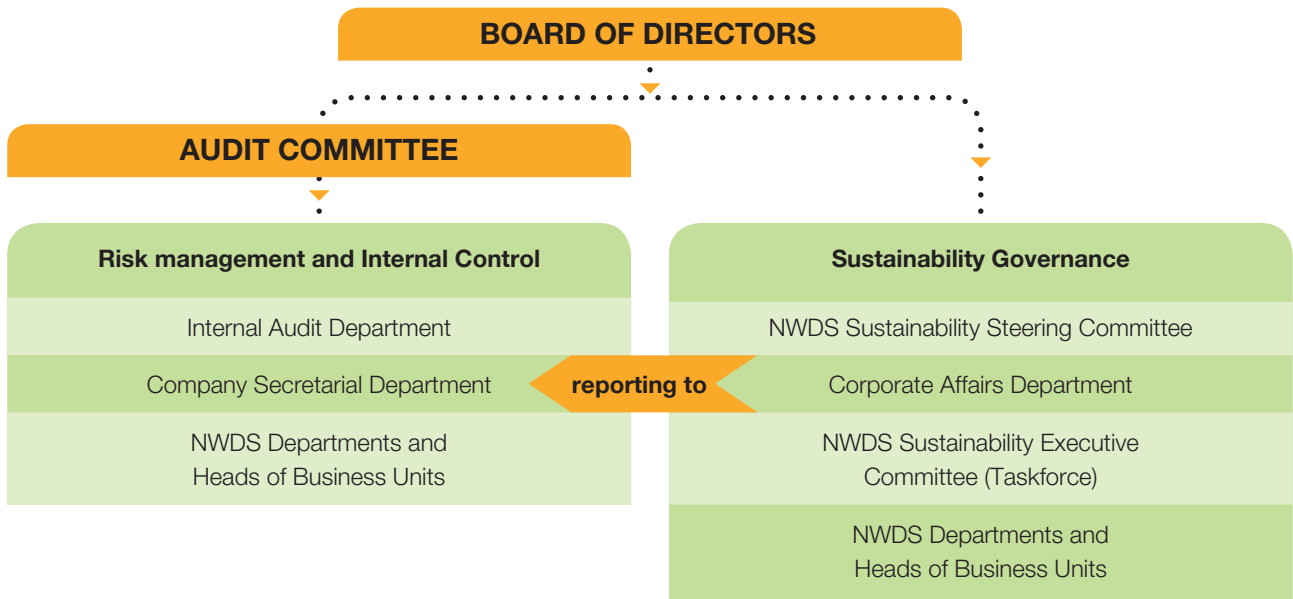 BOARD OF DIRECTORS
AUDIT COMMITTEE
Risk management and Internal Control
Internal Audit Department
Company Secretarial Department
NWDS Departments and
Heads of Business Units
reporting to
Sustainability Governance
NWDS Sustainability Steering Committee
Corporate Affairs Department
NWDS Sustainability Executive
Committee (Taskforce)
NWDS Departments and
Heads of Business Units